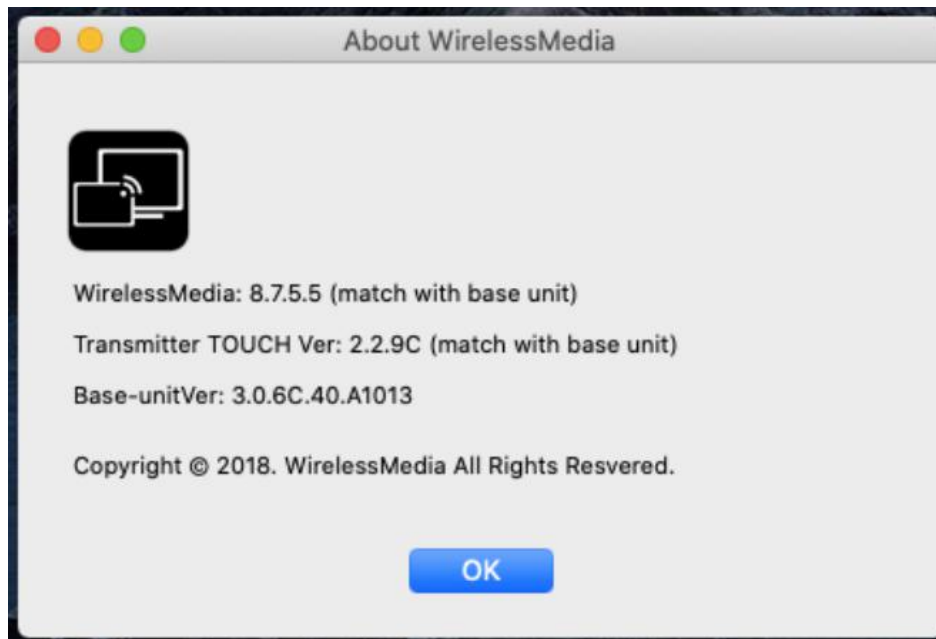 About WirelessMedia
WirelessMedia: 8.7.5.5 (match with base unit)
Transmitter TOUCH Ver: 2.2.9C (match with base unit)
Base-unitVer: 3.0.6C.40.A1013
Copyright © 2018. WirelessMedia All Rights Resvered.
OK